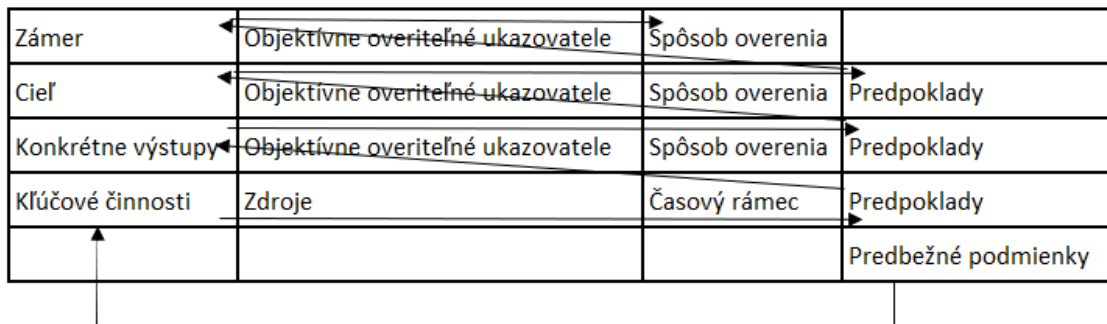 Zámer Objektívne overiteľné ukazovatele Spôsob overenia
Cieľ Objektívne overiteľné ukazovatele Spôsob overenia Predpoklady
Konkrétne výstupy Objektívne overiteľné ukazovatele Spôsob overenia Predpoklady
Kľúčové činnosti Zdroje Časový rámec Predpoklady
Predbežné podmienky